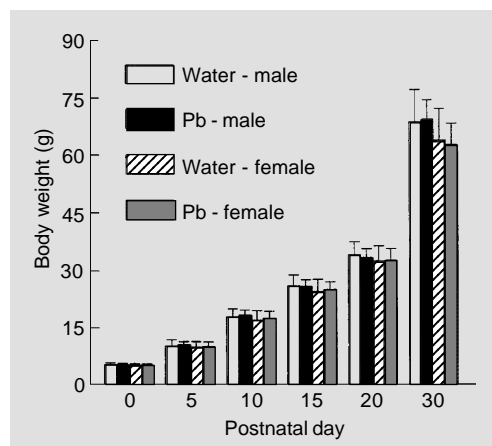 90
75
60
45
30
15
0
Body weight (g)
Water - male
Pb - male
Water - female
Pb - female
0 5 10 15 20 30
Postnatal day